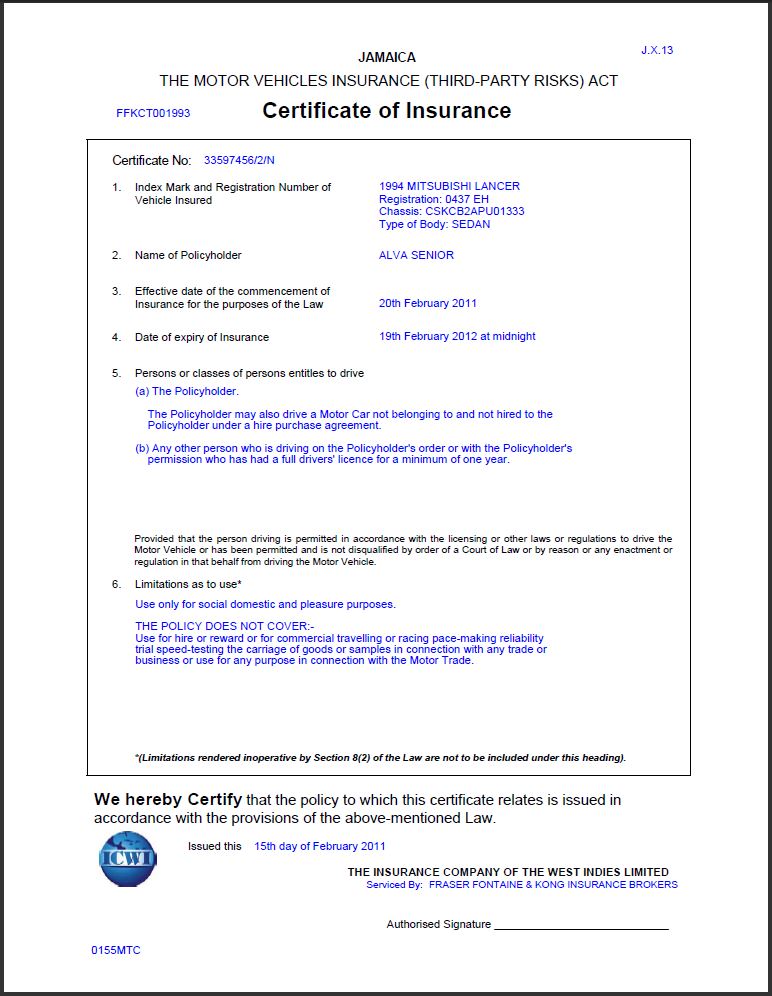 J.X.13
JAMAICA
THE MOTOR VEHICLES INSURANCE (THIRD-PARTY RISKS) ACT
FFKCT001993 Certificate of Insurance
Certificate No: 33597456/2/N
1. Index Mark and Registration Number of Vehicle Insured
1994 MITSUBISHI LANCER
Registration: 0437 EH
Chassis: CSKCB2APU01333
Type of Body: SEDAN
2. Name of Policyholder ALVA SENIOR
3. Effective date of the commencement of
Insurance for the purposes of the Law 20th February 2011
4. Date of expiry of Insurance 19th February 2012 at midnight
5. Persons or classes of persons entitles to drive
(a) The Policyholder.
The Policyholder may also drive a Motor Car not belonging to and not hired to the
Policyholder under a hire purchase agreement.
(b) Any other person who is driving on the Policyholder's order or with the Policyholder's
permission who has had a full drivers' licence for a minimum of one year.
Provided that the person driving is permitted in accordance with the licensing or other laws or regulations to drive the
Motor Vehicle or has been permitted and is not disqualified by order of a Court of Law or by reason or any enactment or
regulation in that behalf from driving the Motor Vehicle.
6. Limitations as to use*
Use only for social domestic and pleasure purposes.
THE POLICY DOES NOT COVER:-
Use for hire or reward or for commercial travelling or racing pace-making reliability
trial speed-testing the carriage of goods or samples in connection with any trade or
business or use for any purpose in connection with the Motor Trade.
*(Limitations rendered inoperative by Section 8(2) of the Law are not to be included under this heading).
We hereby Certify that the policy to which this certificate relates is issued in
accordance with the provisions of the above-mentioned Law.
ICWI
Issued this 15th day of February 2011
THE INSURANCE COMPANY OF THE WEST INDIES LIMITED
Serviced By: FRASER FONTAINE & KONG INSURANCE BROKERS
Authorised Signature
0155MTC